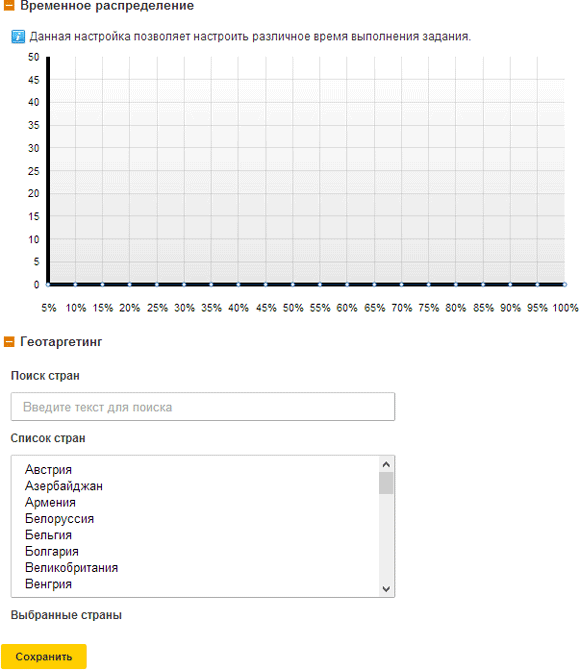 Временное распределение
Данная настройка позволяет настроить различное время выполнения задания.
50
45
40
35
30
25
20
15
10
5
0
5% 10% 15% 20% 25% 30% 35% 40% 45% 50% 55% 60% 65% 70% 75% 80% 85% 90% 95% 100%
Геотаргетинг
Поиск стран
Введите текст для поиска
Список стран
Австрия
Азербайджан
Армения
Белоруссия
Бельгия
Болгария
Великобритания
Венгрия
Выбранные страны
Сохранить